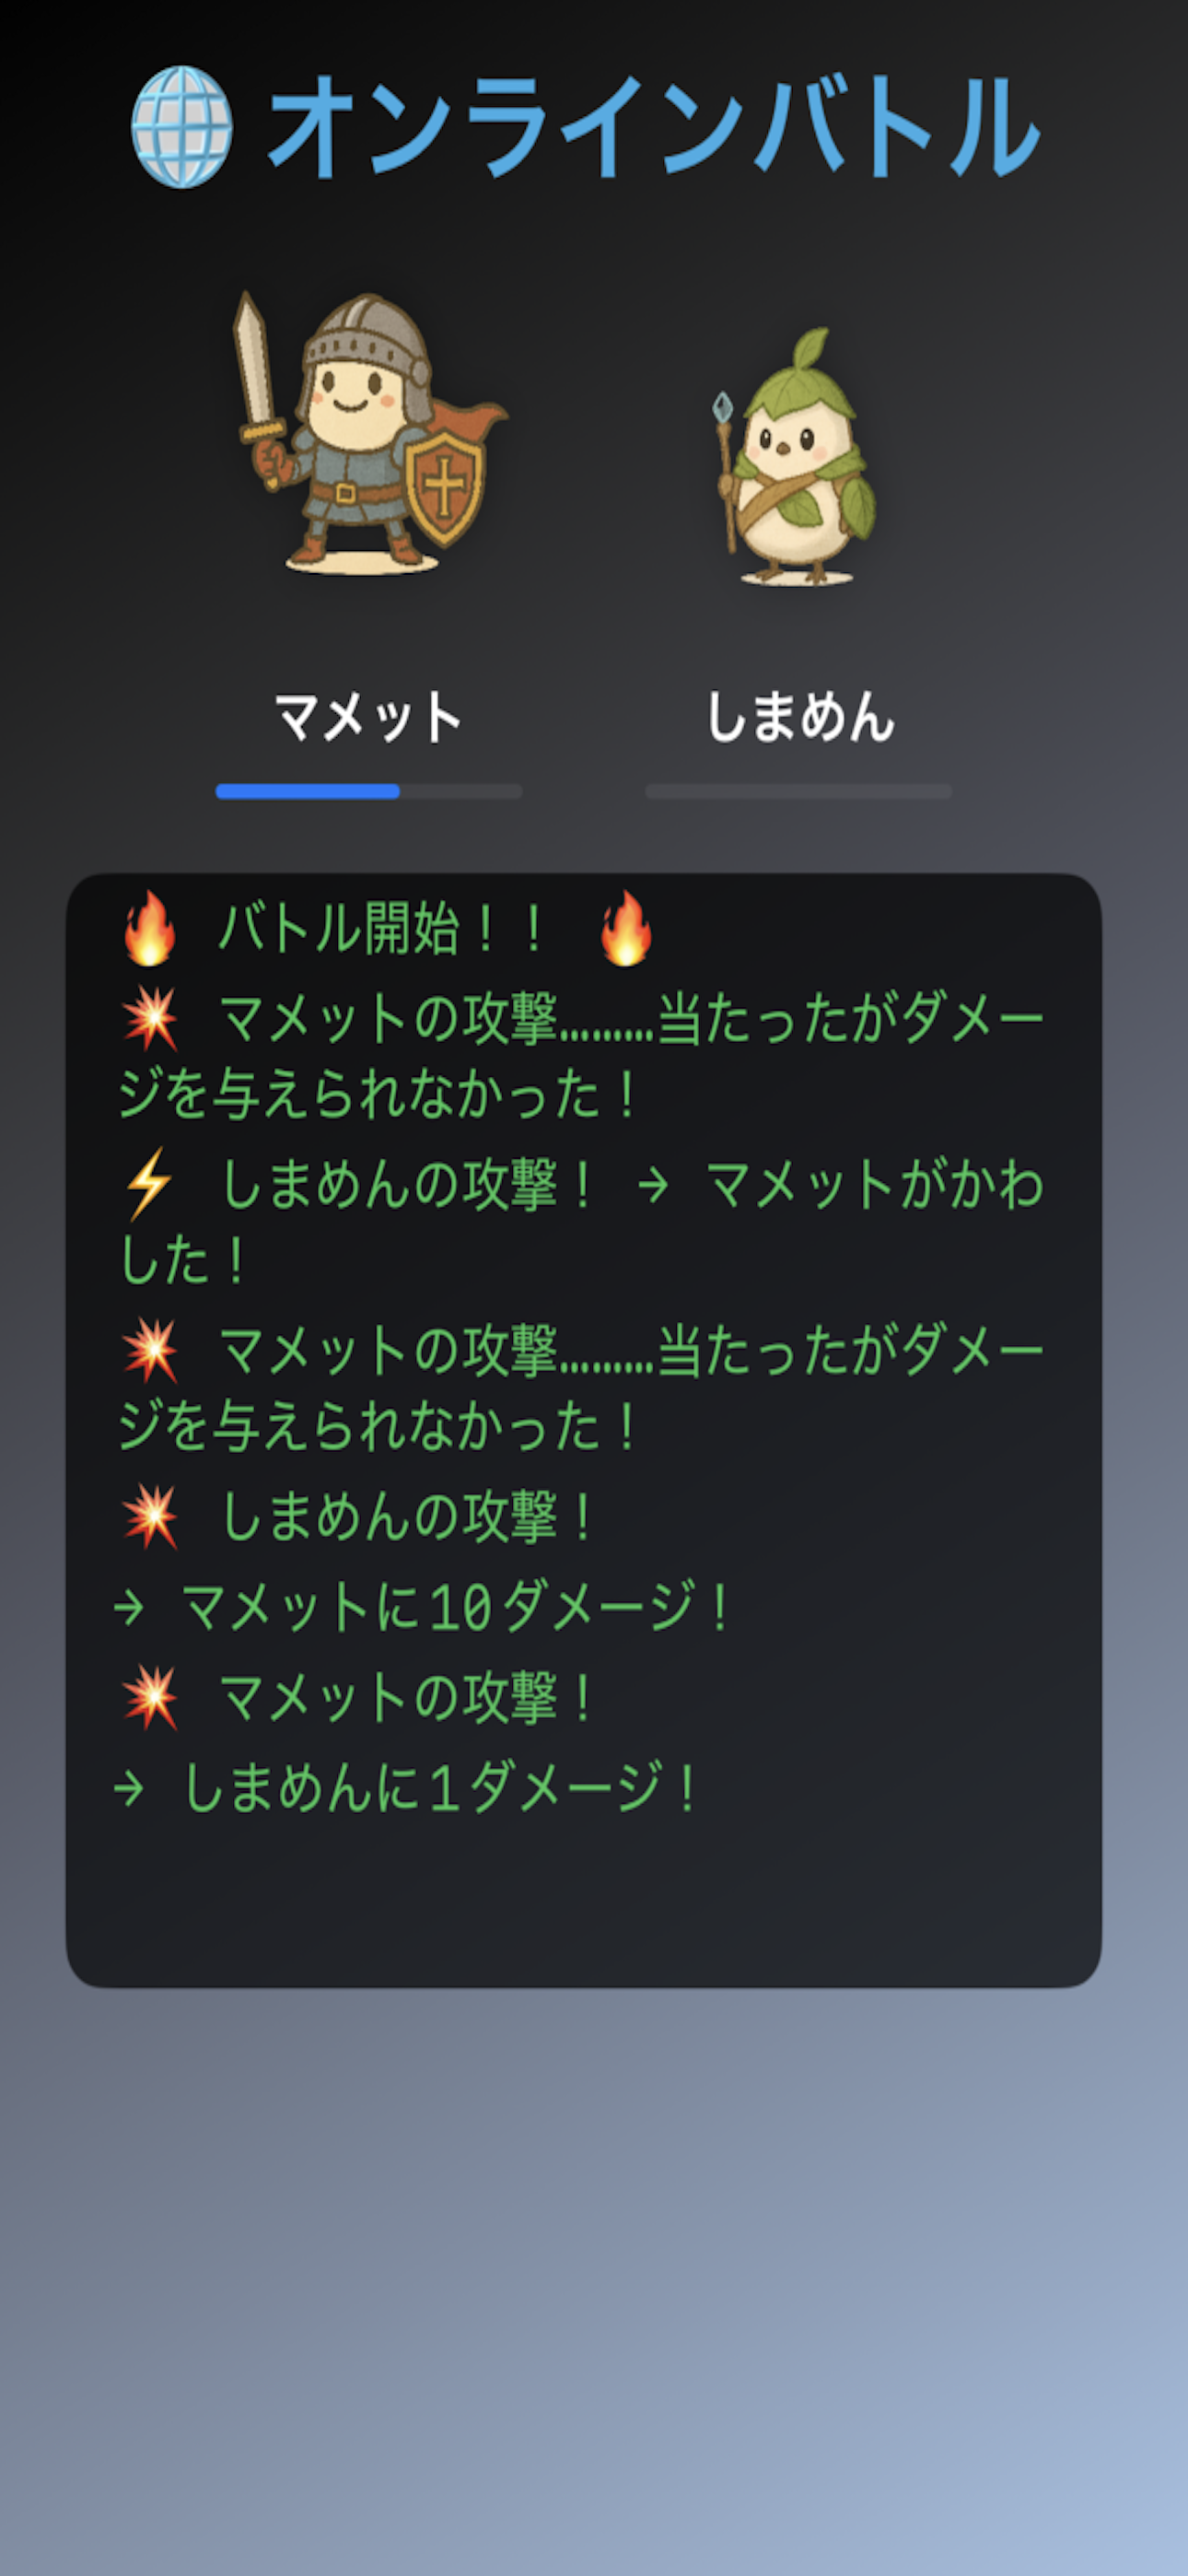 🌐オンラインバトル
マメット
しまめん
🔥 バトル開始！！ 🔥
💥 マメットの攻撃………当たったがダメー
ジを与えられなかった！
⚡ しまめんの攻撃！ → マメットがかわ
した！
💥 マメットの攻撃………当たったがダメー
ジを与えられなかった！
💥 しまめんの攻撃！
→ マメットに10ダメージ！
💥 マメットの攻撃！
→ しまめんに1ダメージ！